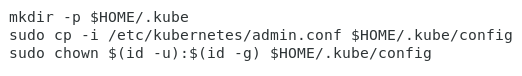 mkdir -p $HOME/.kube
sudo cp -i /etc/kubernetes/admin.conf $HOME/.kube/config
sudo chown $(id -u):$(id -g) $HOME/.kube/config